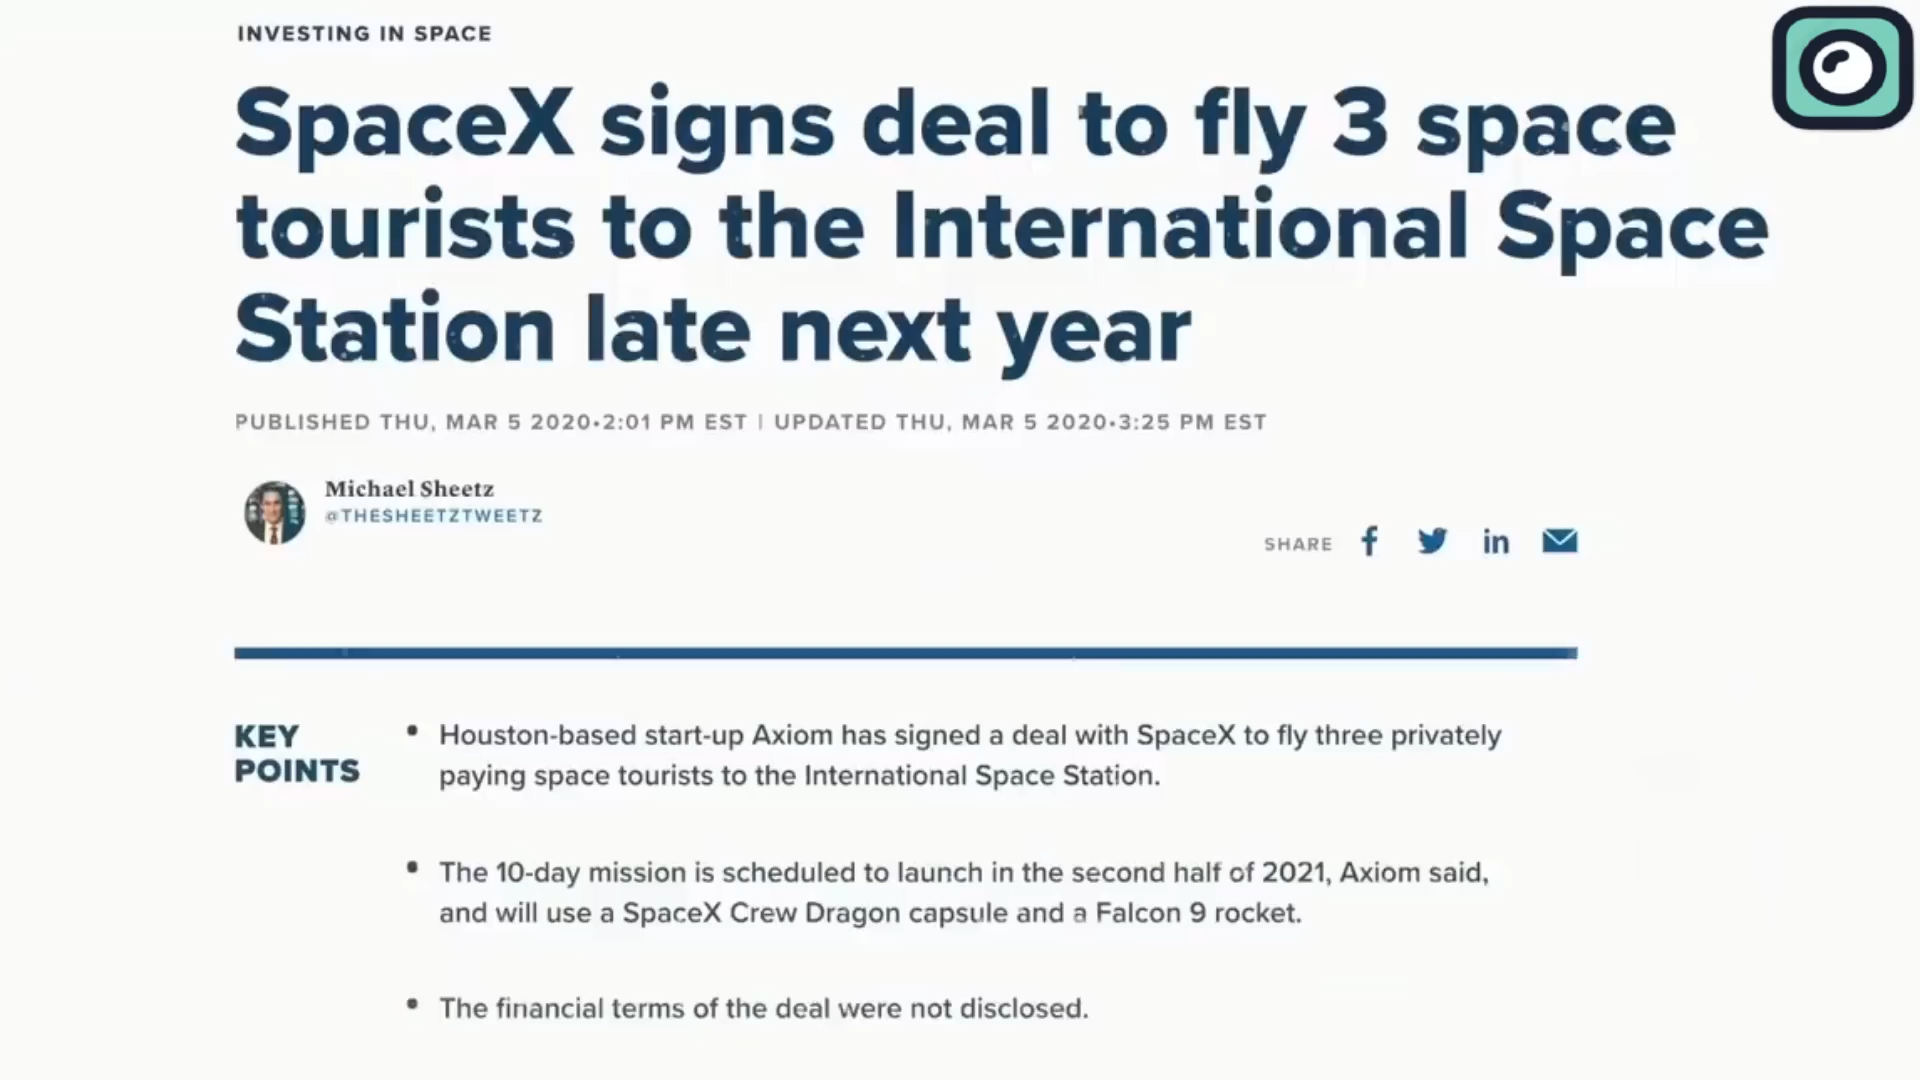 INVESTING IN SPACE
SpaceX signs deal to fly 3 space
tourists to the International Space
Station late next year
PUBLISHED THU, MAR 5 2020•2:01 PM EST | UPDATED THU, MAR 5 2020•3:25 PM EST
Michael Sheetz
@THESHEETZTWEETZ
SHARE
KEY
POINTS
• Houston-based start-up Axiom has signed a deal with SpaceX to fly three privately
paying space tourists to the International Space Station.
• The 10-day mission is scheduled to launch in the second half of 2021, Axiom said,
and will use a SpaceX Crew Dragon capsule and a Falcon 9 rocket.
• The financial terms of the deal were not disclosed.